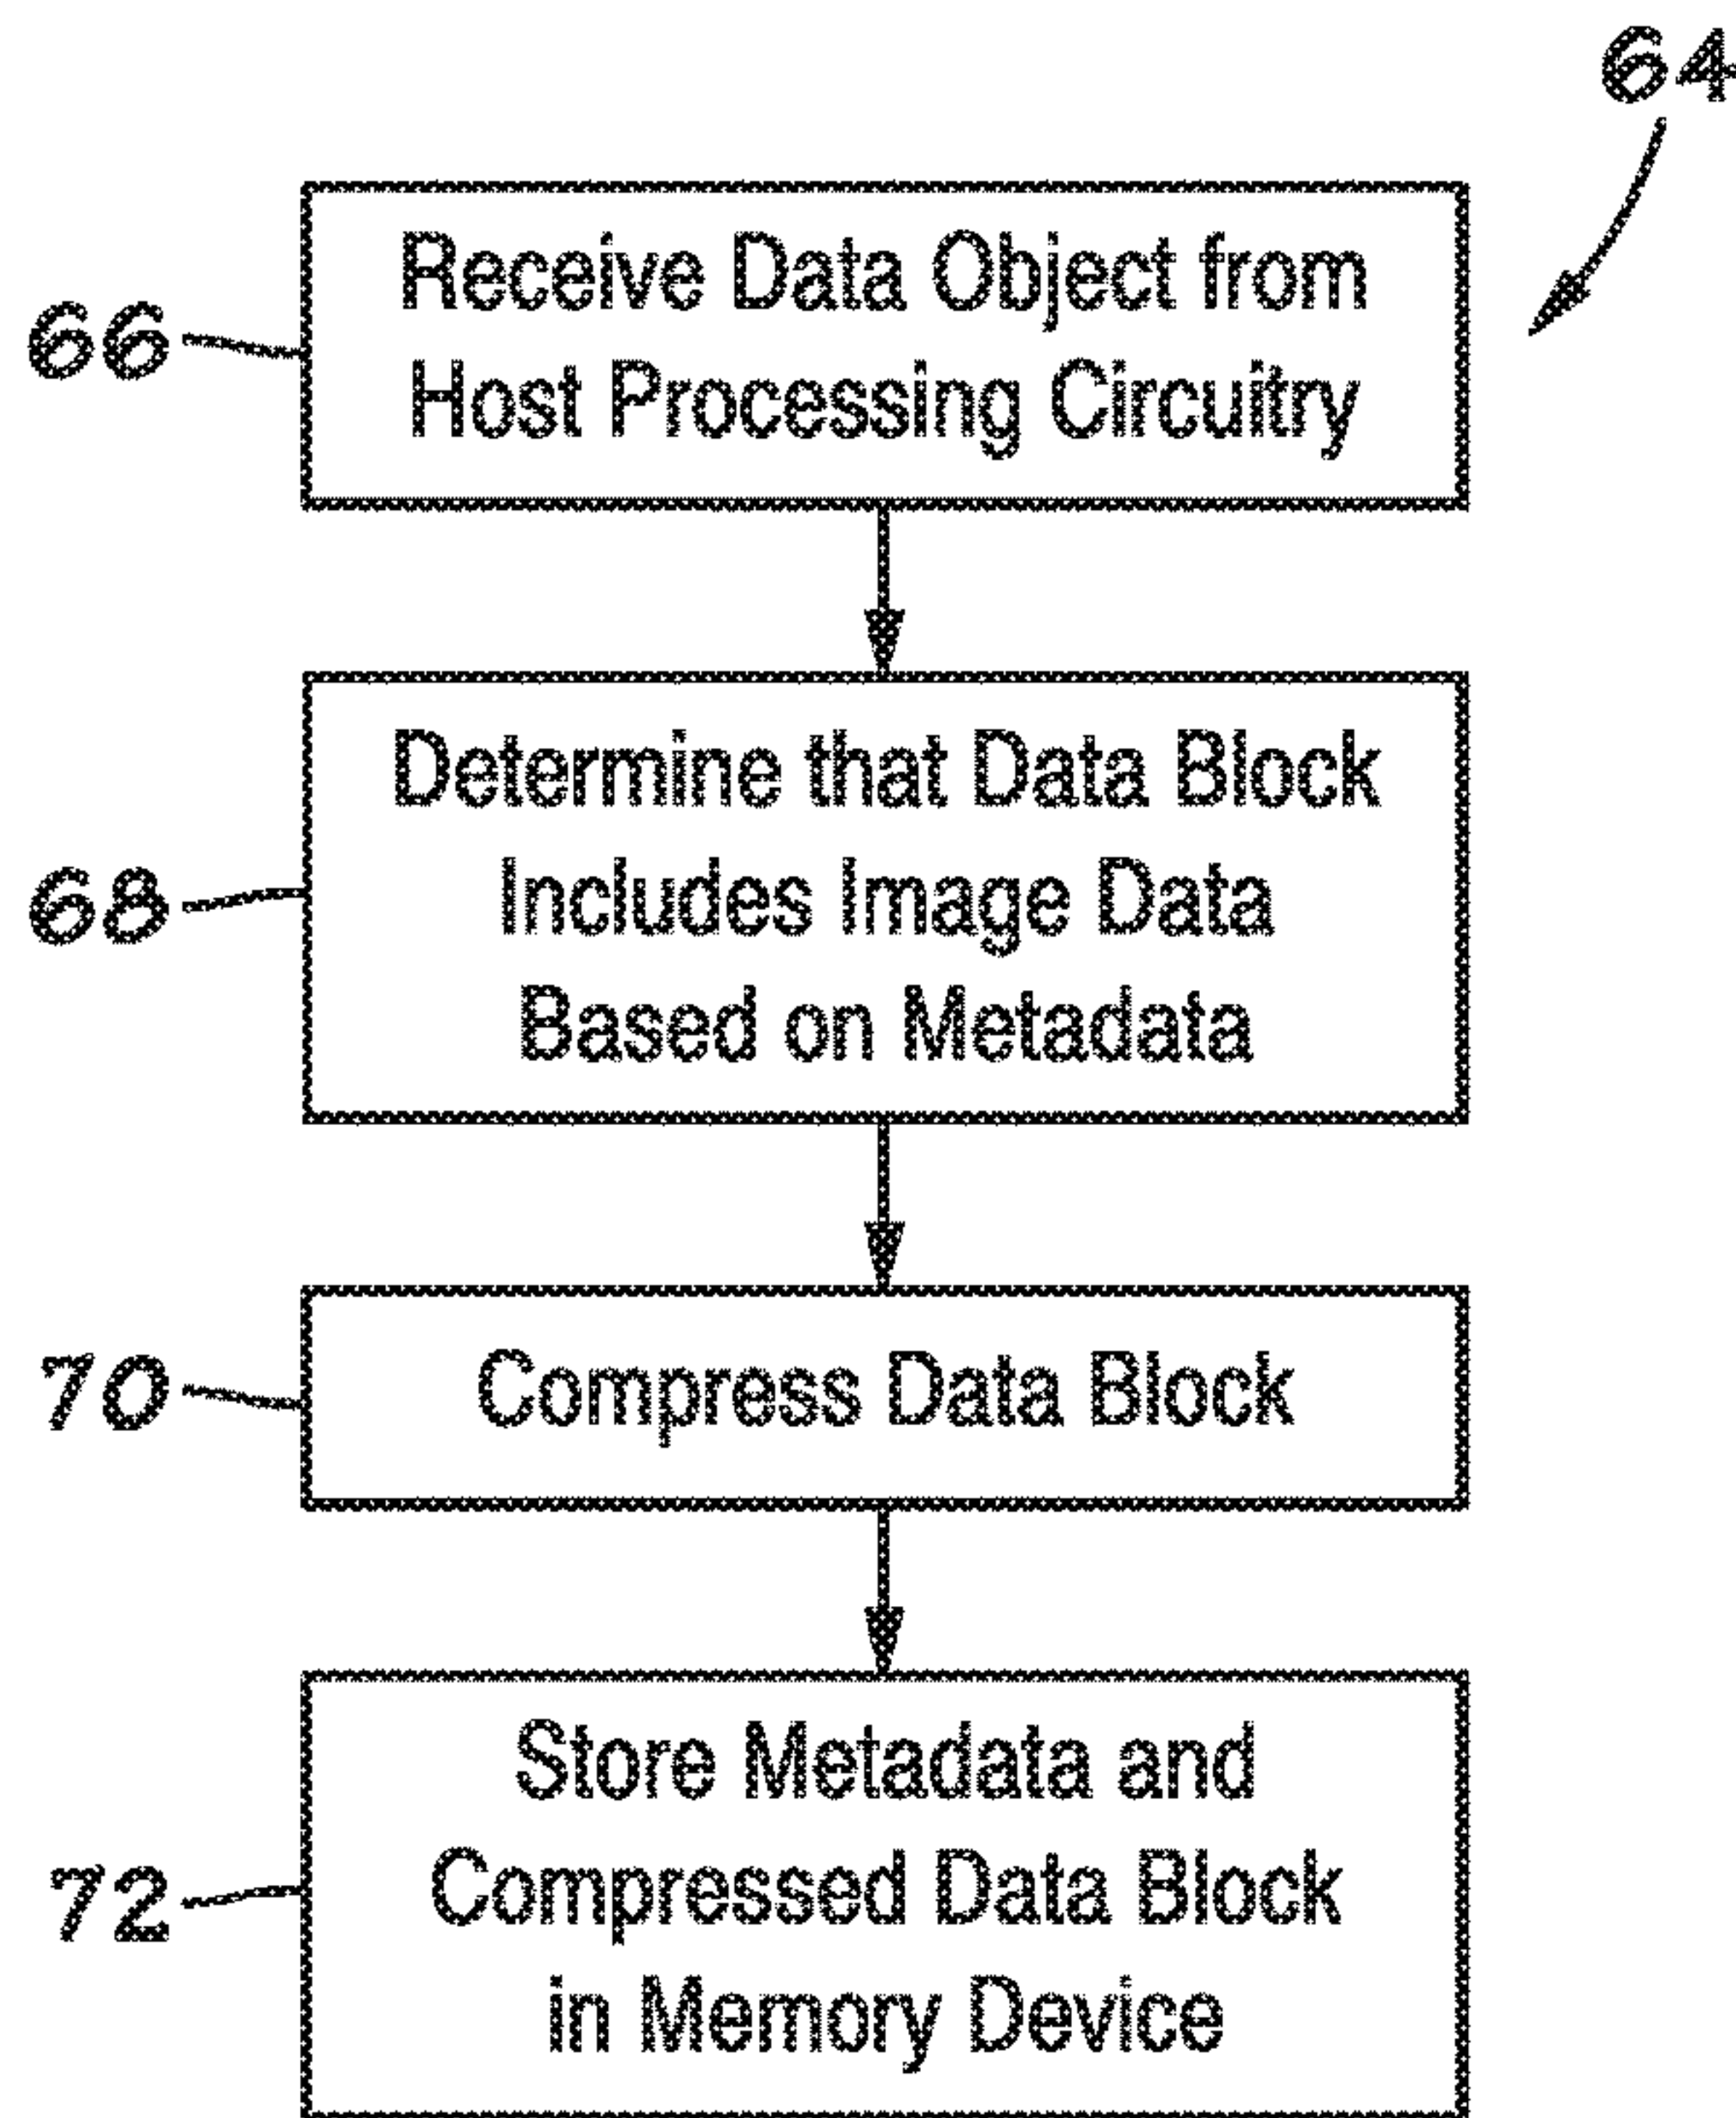 64
66
Receive Data Object from
Host Processing Circuitry
68
Determine that Data Block
Includes Image Data
Based on Metadata
70
Compress Data Block
72
Store Metadata and
Compressed Data Block
in Memory Device